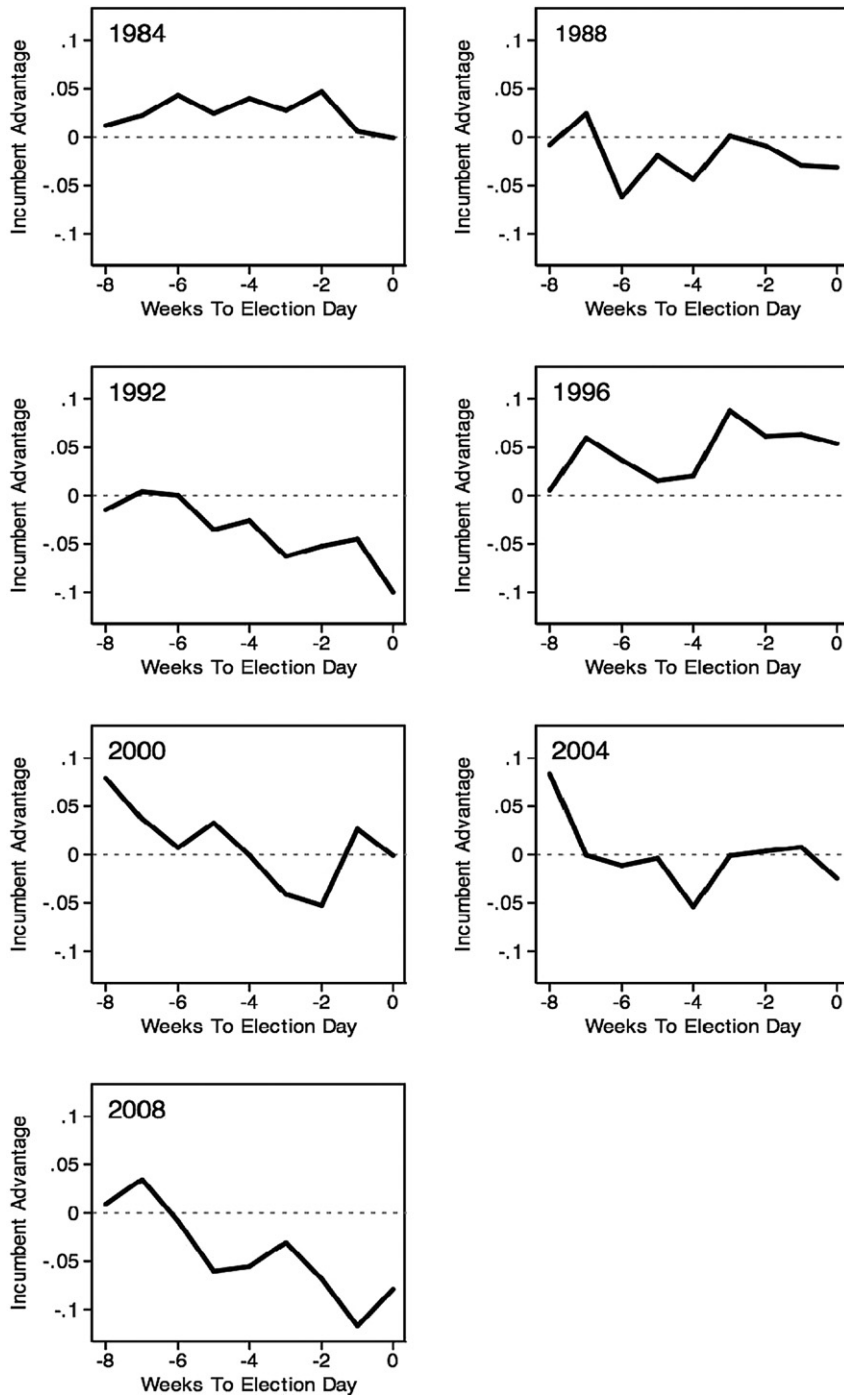 1984
Incumbent Advantage
.1
.05
0
-.05
-.1
-8 -6 -4 -2 0
Weeks To Election Day
1988
Incumbent Advantage
.1
.05
0
-.05
-.1
-8 -6 -4 -2 0
Weeks To Election Day
1992
Incumbent Advantage
.1
.05
0
-.05
-.1
-8 -6 -4 -2 0
Weeks To Election Day
1996
Incumbent Advantage
.1
.05
0
-.05
-.1
-8 -6 -4 -2 0
Weeks To Election Day
2000
Incumbent Advantage
.1
.05
0
-.05
-.1
-8 -6 -4 -2 0
Weeks To Election Day
2004
Incumbent Advantage
.1
.05
0
-.05
-.1
-8 -6 -4 -2 0
Weeks To Election Day
2008
Incumbent Advantage
.1
.05
0
-.05
-.1
-8 -6 -4 -2 0
Weeks To Election Day